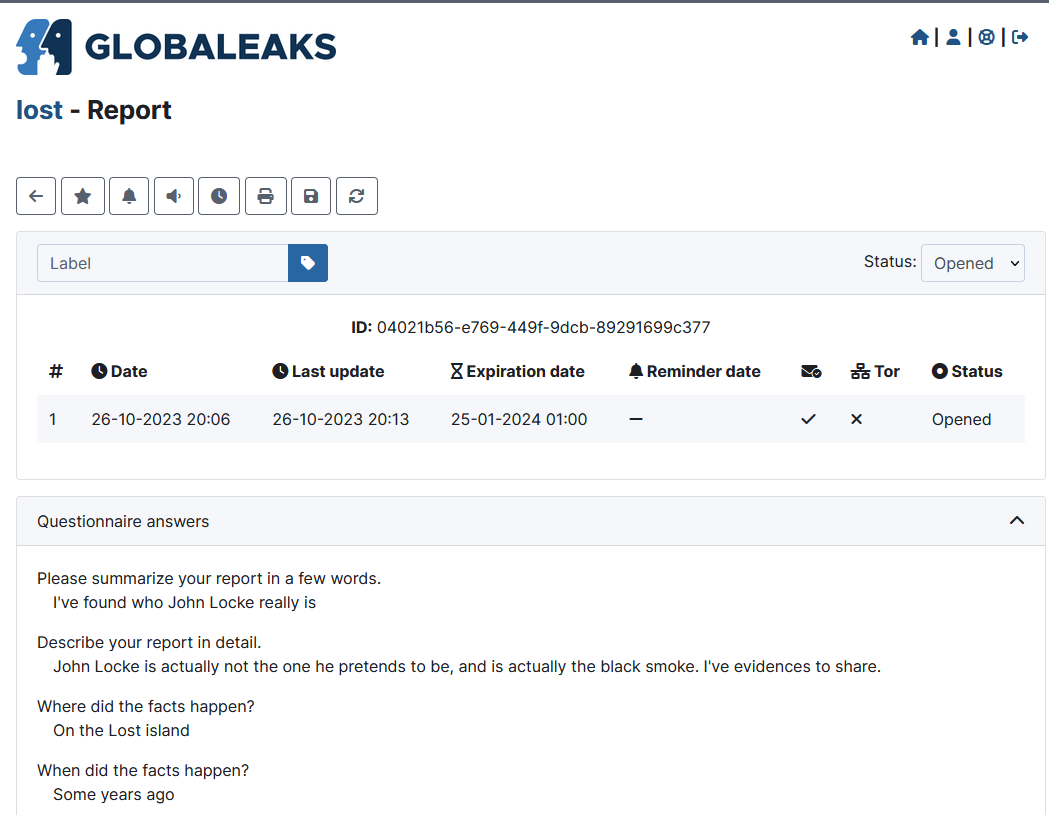 GLOBALEAKS
| | |
lost - Report
Label
Status: Opened
ID: 04021b56-e769-449f-9dcb-89291699c377
# Date Last update Expiration date Reminder date Tor Status
1 26-10-2023 20:06 26-10-2023 20:13 25-01-2024 01:00 — Opened
Questionnaire answers
Please summarize your report in a few words.
I've found who John Locke really is
Describe your report in detail.
John Locke is actually not the one he pretends to be, and is actually the black smoke. I've evidences to share.
Where did the facts happen?
On the Lost island
When did the facts happen?
Some years ago